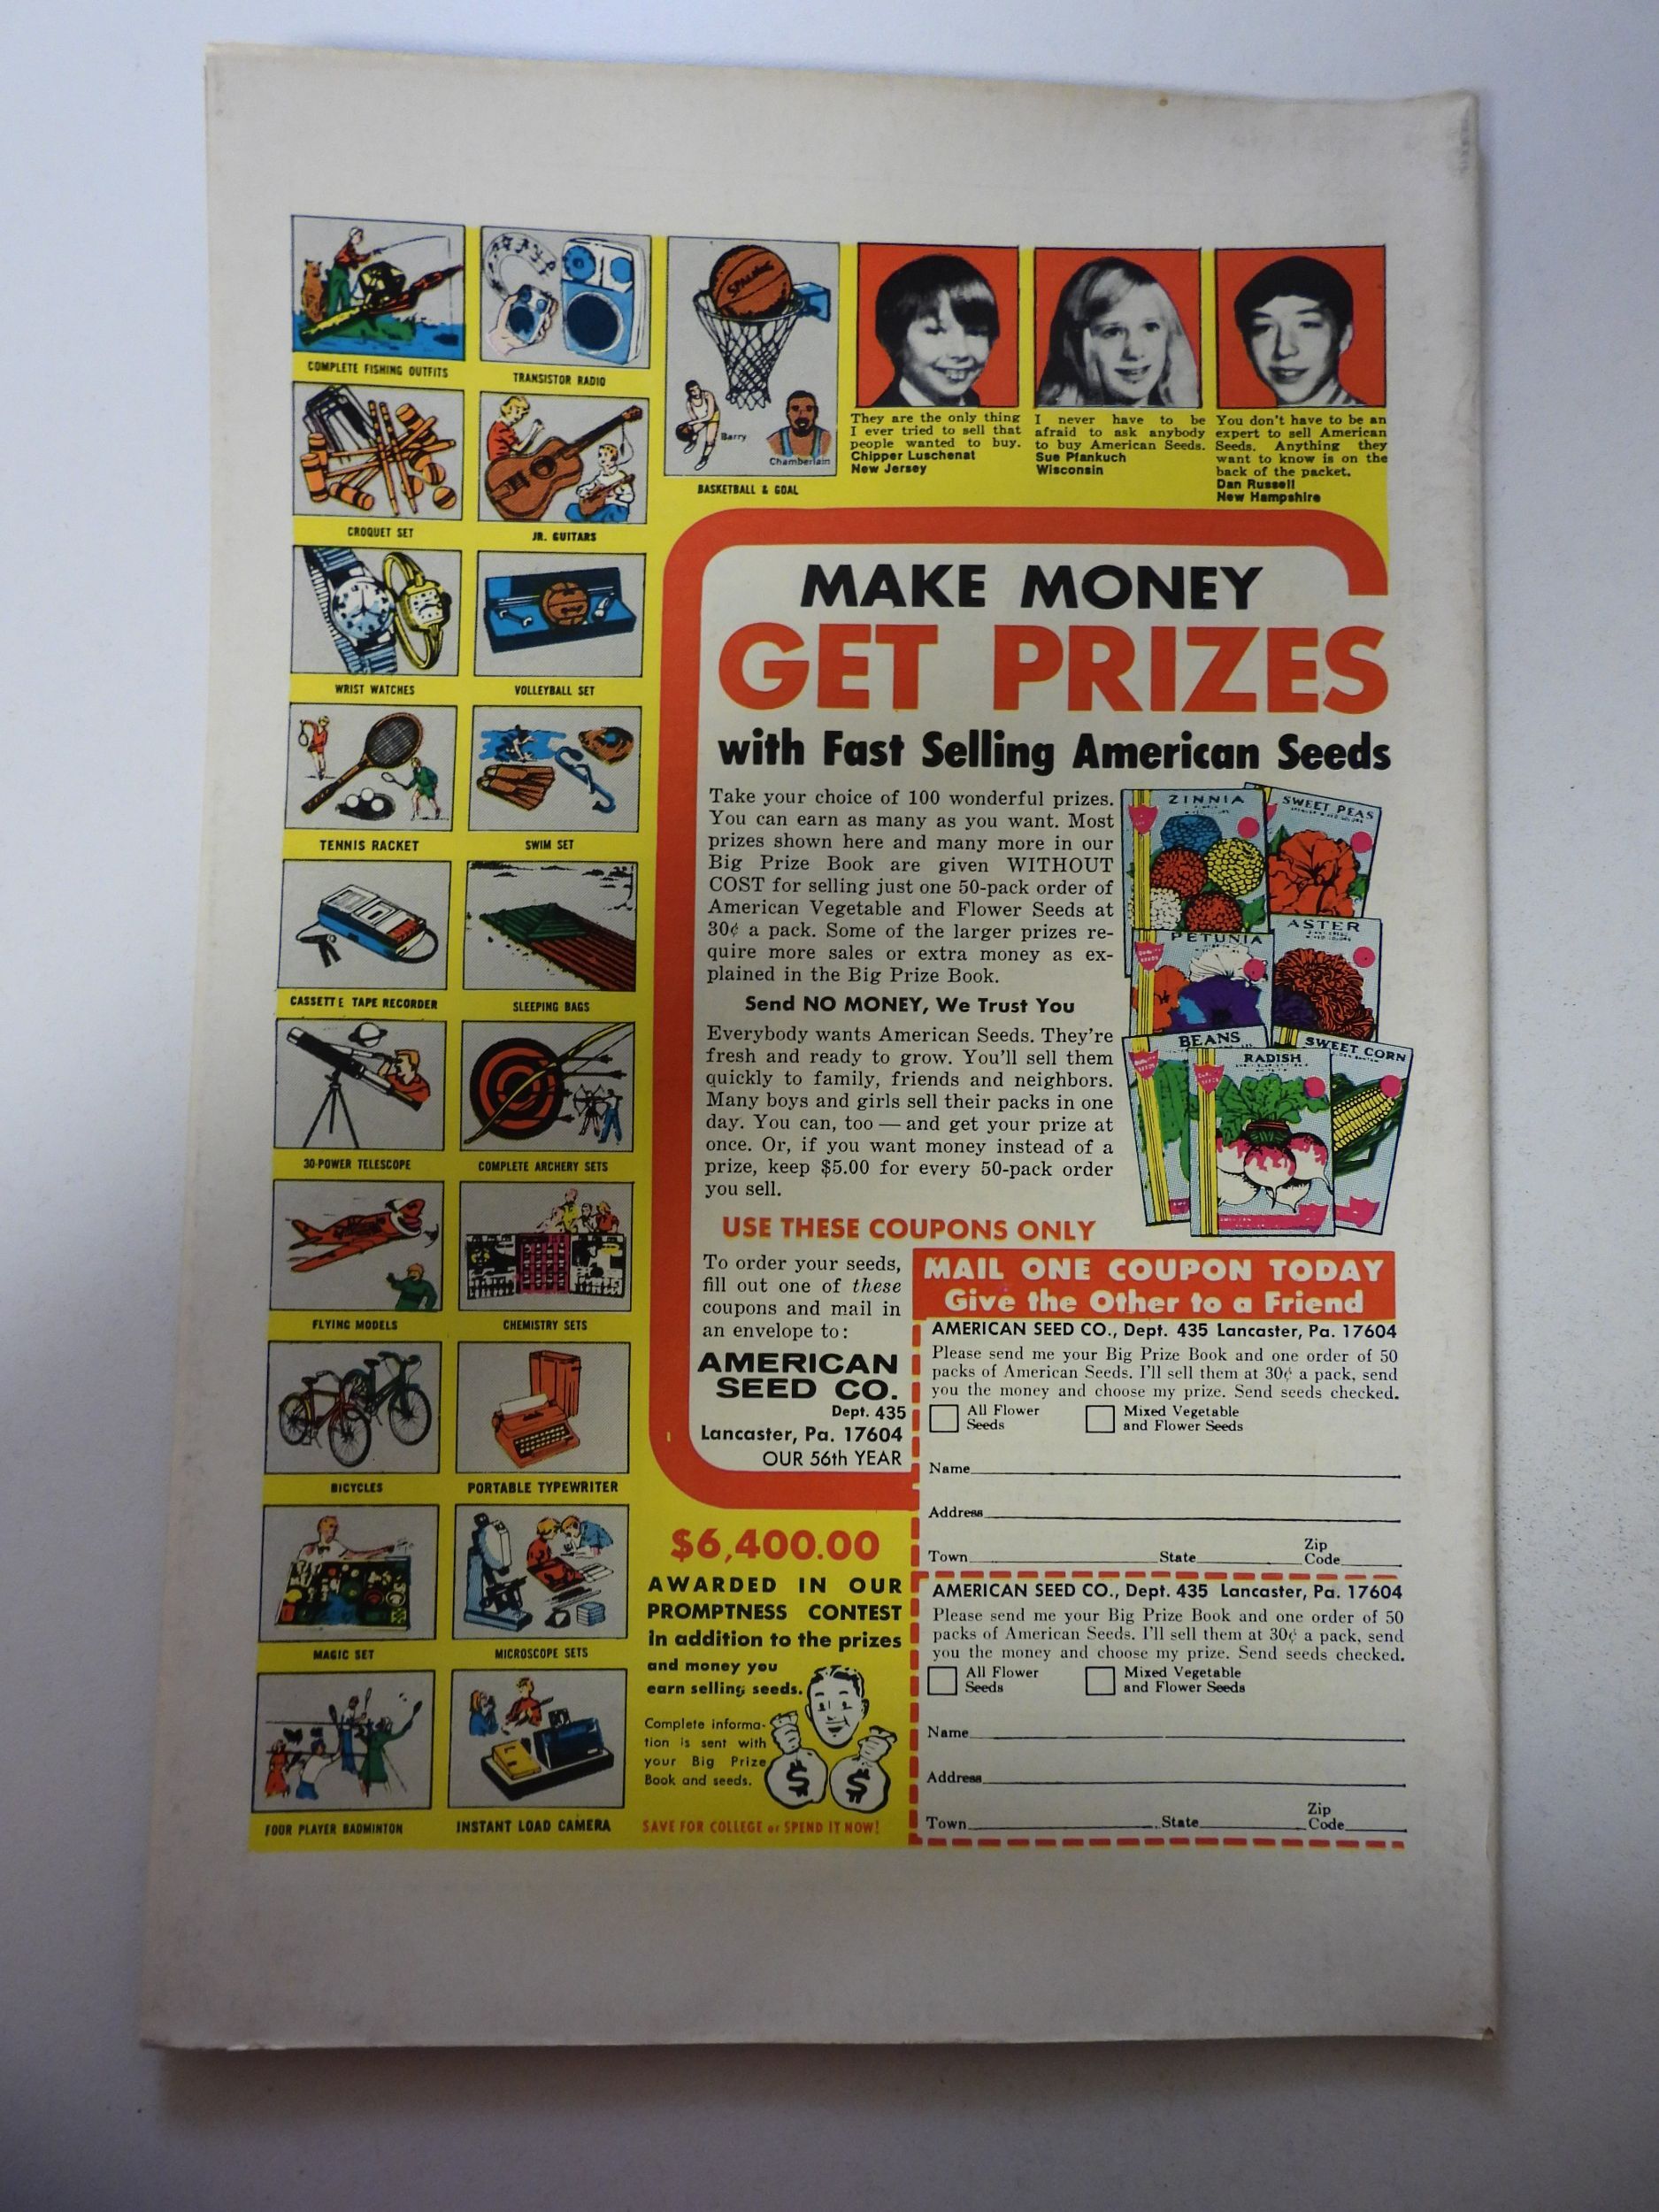 COMPLETE FISHING OUTFITS
TRANSISTOR RADIO
SPALDING
Barry
Chamberlain
BASKETBALL & GOAL
They are the only thing
I ever tried to sell that
people wanted to buy.
Chipper Luschenat
New Jersey
I never have to be
afraid to ask anybody
to buy American Seeds.
Sue Pfankuch
Wisconsin
You don't have to be an
expert to sell American
Seeds. Anything they
want to know is on the
back of the packet.
Dan Russell
New Hampshire
CROQUET SET
JR. GUITARS
WRIST WATCHES
VOLLEYBALL SET
TENNIS RACKET
SWIM SET
CASSETTE TAPE RECORDER
SLEEPING BAGS
30-POWER TELESCOPE
COMPLETE ARCHERY SETS
FLYING MODELS
CHEMISTRY SETS
BICYCLES
PORTABLE TYPEWRITER
MAGIC SET
MICROSCOPE SETS
FOUR PLAYER BADMINTON
INSTANT LOAD CAMERA
MAKE MONEY
GET PRIZES
with Fast Selling American Seeds
Take your choice of 100 wonderful prizes.
You can earn as many as you want. Most
prizes shown here and many more in our
Big Prize Book are given WITHOUT
COST for selling just one 50-pack order of
American Vegetable and Flower Seeds at
30¢ a pack. Some of the larger prizes re-
quire more sales or extra money as ex-
plained in the Big Prize Book.
Send NO MONEY, We Trust You
Everybody wants American Seeds. They're
fresh and ready to grow. You'll sell them
quickly to family, friends and neighbors.
Many boys and girls sell their packs in one
day. You can, too — and get your prize at
once. Or, if you want money instead of a
prize, keep $5.00 for every 50-pack order
you sell.
ZINNIA
SWEET PEAS
PETUNIA
ASTER
BEANS
RADISH
SWEET CORN
USE THESE COUPONS ONLY
To order your seeds,
fill out one of these
coupons and mail in
an envelope to:
AMERICAN
SEED CO.
Dept. 435
Lancaster, Pa. 17604
OUR 56th YEAR
$6,400.00
AWARDED IN OUR
PROMPTNESS CONTEST
in addition to the prizes
and money you
earn selling seeds.
Complete informa-
tion is sent with
your Big Prize
Book and seeds.
$ $
SAVE FOR COLLEGE or SPEND IT NOW!
MAIL ONE COUPON TODAY
Give the Other to a Friend
AMERICAN SEED CO., Dept. 435 Lancaster, Pa. 17604
Please send me your Big Prize Book and one order of 50
packs of American Seeds. I'll sell them at 30¢ a pack, send
you the money and choose my prize. Send seeds checked.
All Flower Seeds
Mixed Vegetable and Flower Seeds
Name
Address
Town State Zip Code
AMERICAN SEED CO., Dept. 435 Lancaster, Pa. 17604
Please send me your Big Prize Book and one order of 50
packs of American Seeds. I'll sell them at 30¢ a pack, send
you the money and choose my prize. Send seeds checked.
All Flower Seeds
Mixed Vegetable and Flower Seeds
Name
Address
Town State Zip Code